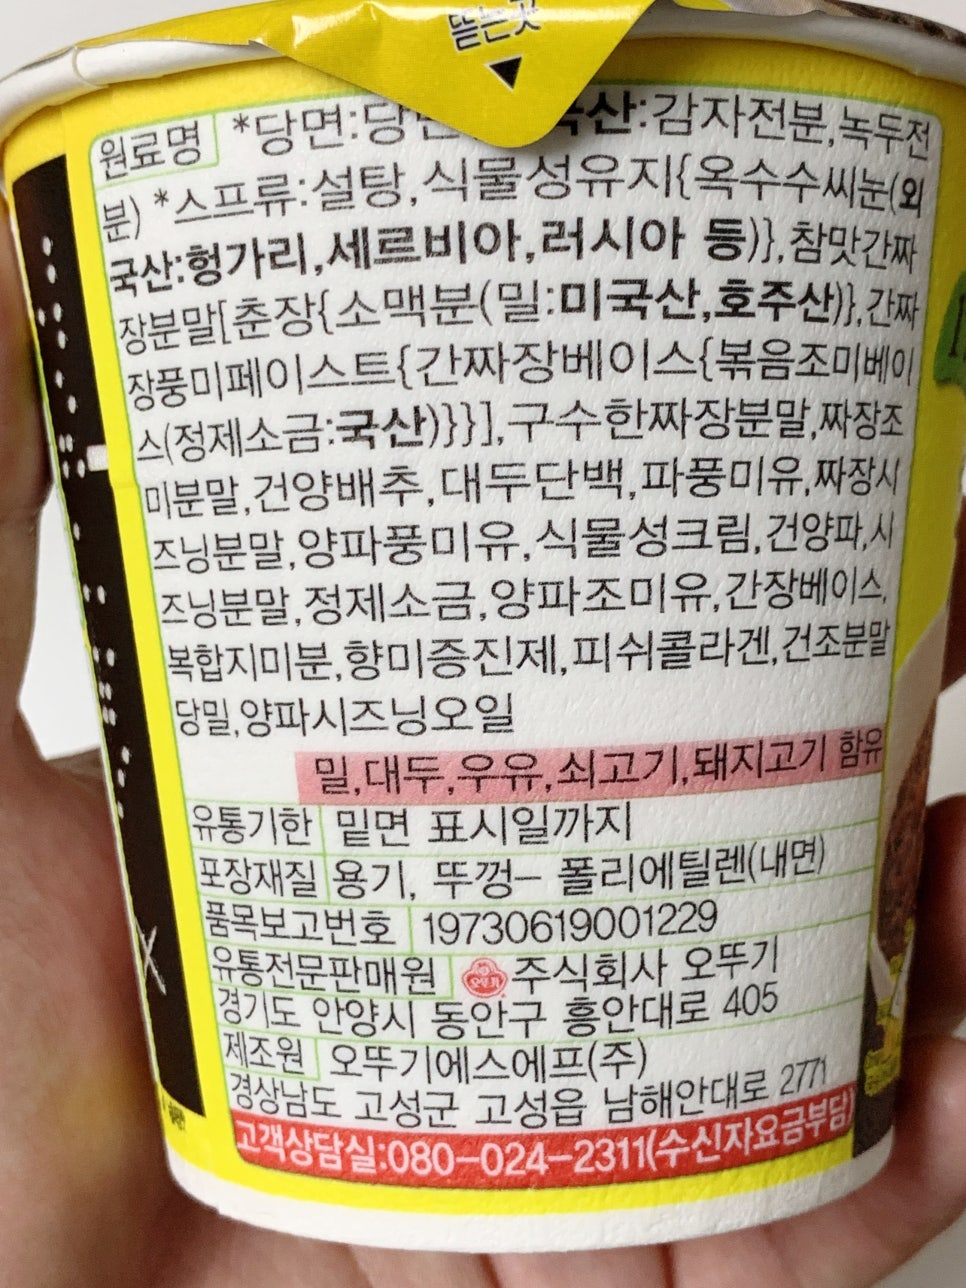 뜯는곳
원료명 *당면:당 산:감자전분,녹두전
분) *스프류:설탕, 식물성유지{옥수수씨눈(외
국산:헝가리,세르비아,러시아 등)},참맛간짜
장분말[춘장{소맥분(밀:미국산,호주산)},간짜
장풍미페이스트{간짜장베이스{볶음조미베이
스(정제소금:국산)}}],구수한짜장분말,짜장조
미분말,건양배추,대두단백,파풍미유,짜장시
즈닝분말,양파풍미유,식물성크림,건양파,시
즈닝분말,정제소금,양파조미유,간장베이스,
복합지미분,향미증진제,피쉬콜라겐,건조분말
당밀,양파시즈닝오일
밀,대두,우유,쇠고기,돼지고기 함유
유통기한 밑면 표시일까지
포장재질 용기, 뚜껑- 폴리에틸렌(내면)
품목보고번호 19730619001229
유통전문판매원 오뚜기 주식회사 오뚜기
경기도 안양시 동안구 흥안대로 405
제조원 오뚜기에스에프(주)
경상남도 고성군 고성읍 남해안대로 2771
고객상담실:080-024-2311(수신자요금부담)